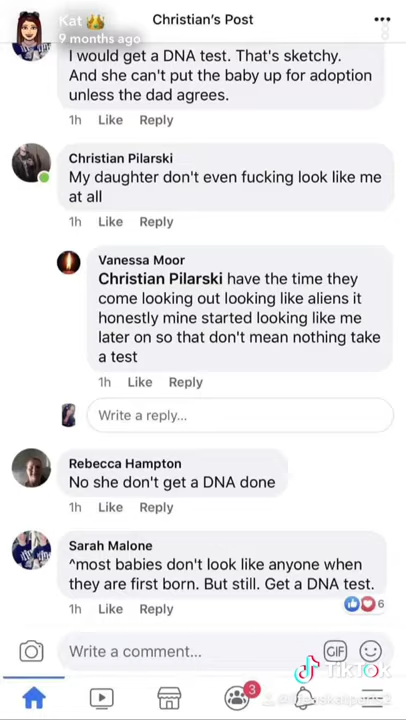 Kat
Christian's Post
9 months ago
I would get a DNA test. That's sketchy.
And she can't put the baby up for adoption
unless the dad agrees.
1h Like Reply
Christian Pilarski
My daughter don't even fucking look like me
at all
1h Like Reply
Vanessa Moor
Christian Pilarski have the time they
come looking out looking like aliens it
honestly mine started looking like me
later on so that don't mean nothing take
a test
1h Like Reply
Write a reply...
Rebecca Hampton
No she don't get a DNA done
1h Like Reply
Sarah Malone
^most babies don't look like anyone when
they are first born. But still. Get a DNA test.
1h Like Reply
6
Write a comment...
GIF
TikTok
3